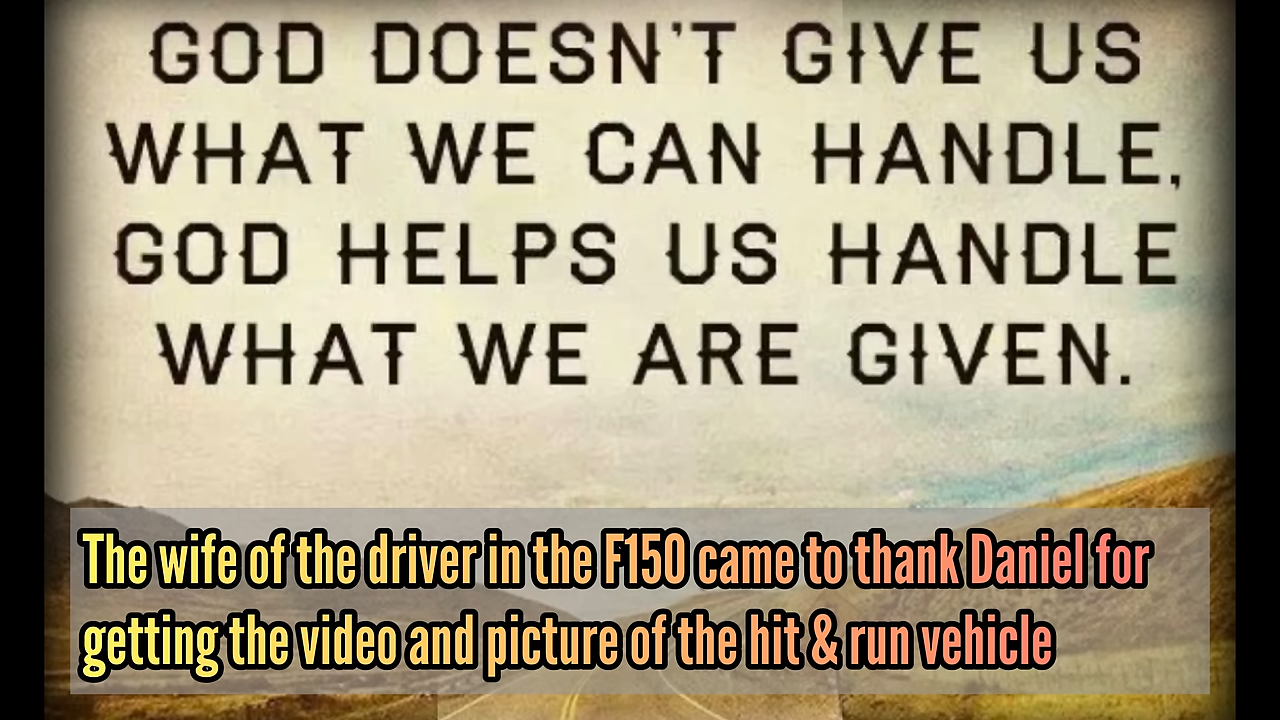 GOD DOESN'T GIVE US
WHAT WE CAN HANDLE,
GOD HELPS US HANDLE
WHAT WE ARE GIVEN.
The wife of the driver in the F150 came to thank Daniel for
getting the video and picture of the hit & run vehicle